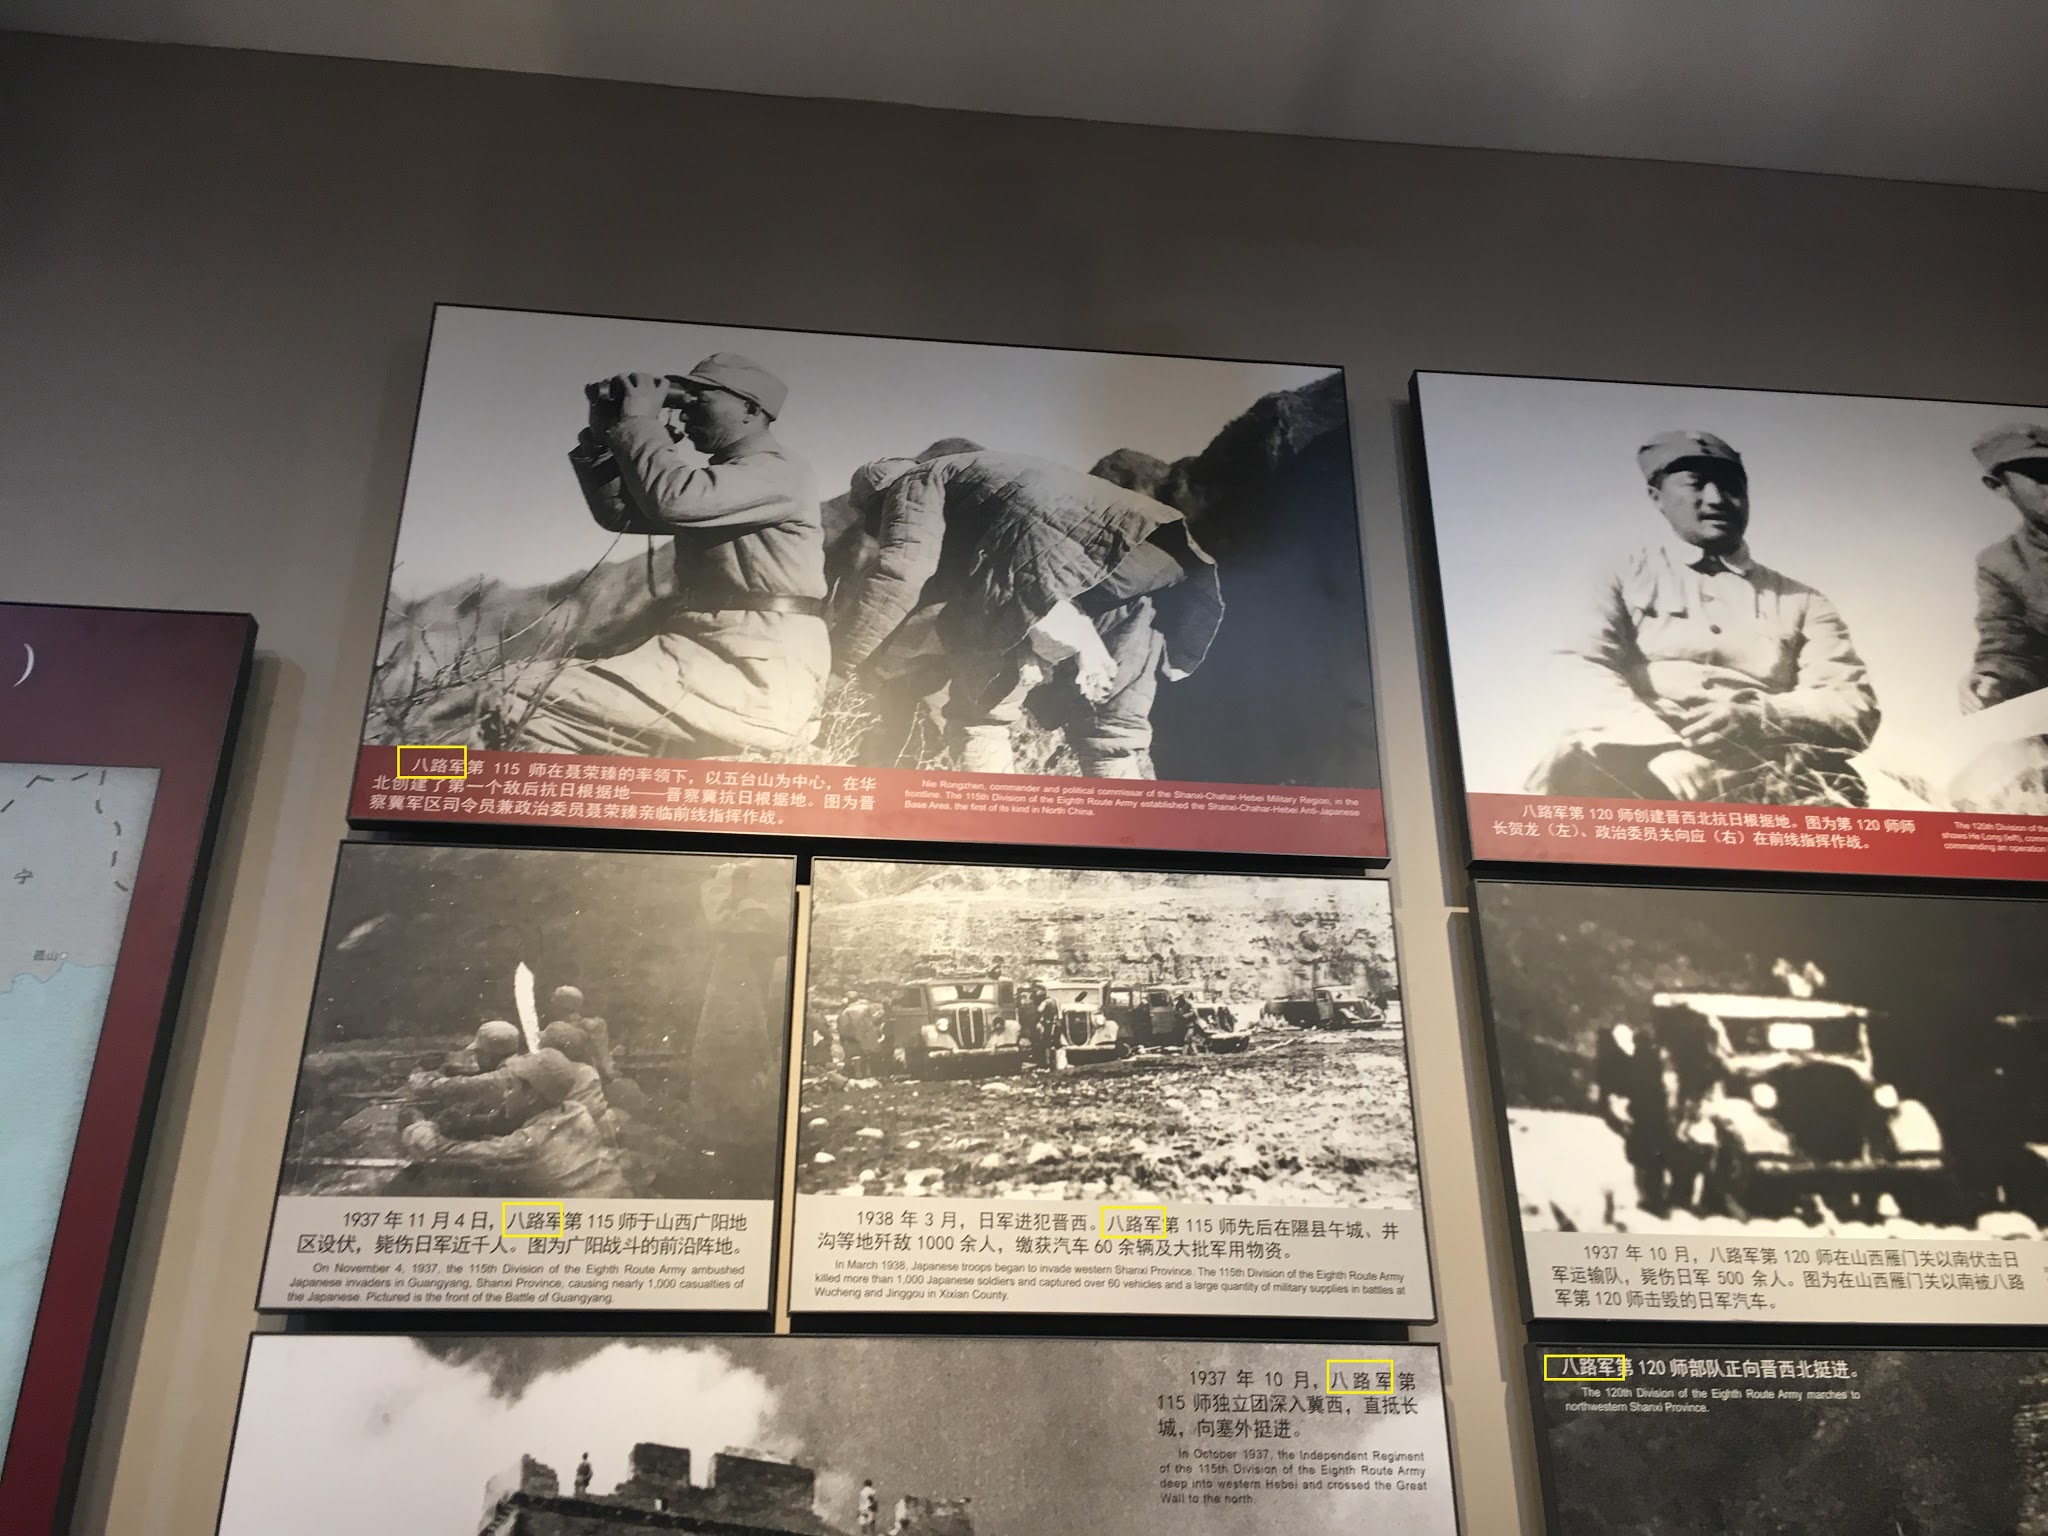 )
宁
孤山
八路军第 115 师在聂荣臻的率领下，以五台山为中心，在华
北创建了第一个敌后抗日根据地——晋察冀抗日根据地。图为晋
察冀军区司令员兼政治委员聂荣臻亲临前线指挥作战。
Nie Rongzhen, commander and political commissar of the Shanxi-Chahar-Hebei Military Region, in the
frontline. The 115th Division of the Eighth Route Army established the Shanxi-Chahar-Hebei Anti-Japanese
Base Area, the first of its kind in North China.
八路军第 120 师创建晋西北抗日根据地。图为第 120 师师
长贺龙（左）、政治委员关向应（右）在前线指挥作战。
The 120th Division of the
shows He Long (left), comm
commanding an operation
1937 年 11 月 4 日，八路军第 115 师于山西广阳地
区设伏，毙伤日军近千人。图为广阳战斗的前沿阵地。
On November 4, 1937, the 115th Division of the Eighth Route Army ambushed
Japanese invaders in Guangyang, Shanxi Province, causing nearly 1,000 casualties of
the Japanese. Pictured is the front of the Battle of Guangyang.
1938 年 3 月，日军进犯晋西。八路军第 115 师先后在隰县午城、井
沟等地歼敌 1000 余人，缴获汽车 60 余辆及大批军用物资。
In March 1938, Japanese troops began to invade western Shanxi Province. The 115th Division of the Eighth Route Army
killed more than 1,000 Japanese soldiers and captured over 60 vehicles and a large quantity of military supplies in battles at
Wucheng and Jinggou in Xixian County.
1937 年 10 月，八路军第 120 师在山西雁门关以南伏击日
军运输队，毙伤日军 500 余人。图为在山西雁门关以南被八路
军第 120 师击毁的日军汽车。
1937 年 10 月，八路军第
115 师独立团深入冀西，直抵长
城，向塞外挺进。
In October 1937, the Independent Regiment
of the 115th Division of the Eighth Route Army
deep into western Hebei and crossed the Great
Wall to the north.
八路军第 120 师部队正向晋西北挺进。
The 120th Division of the Eighth Route Army marches to
northwestern Shanxi Province.